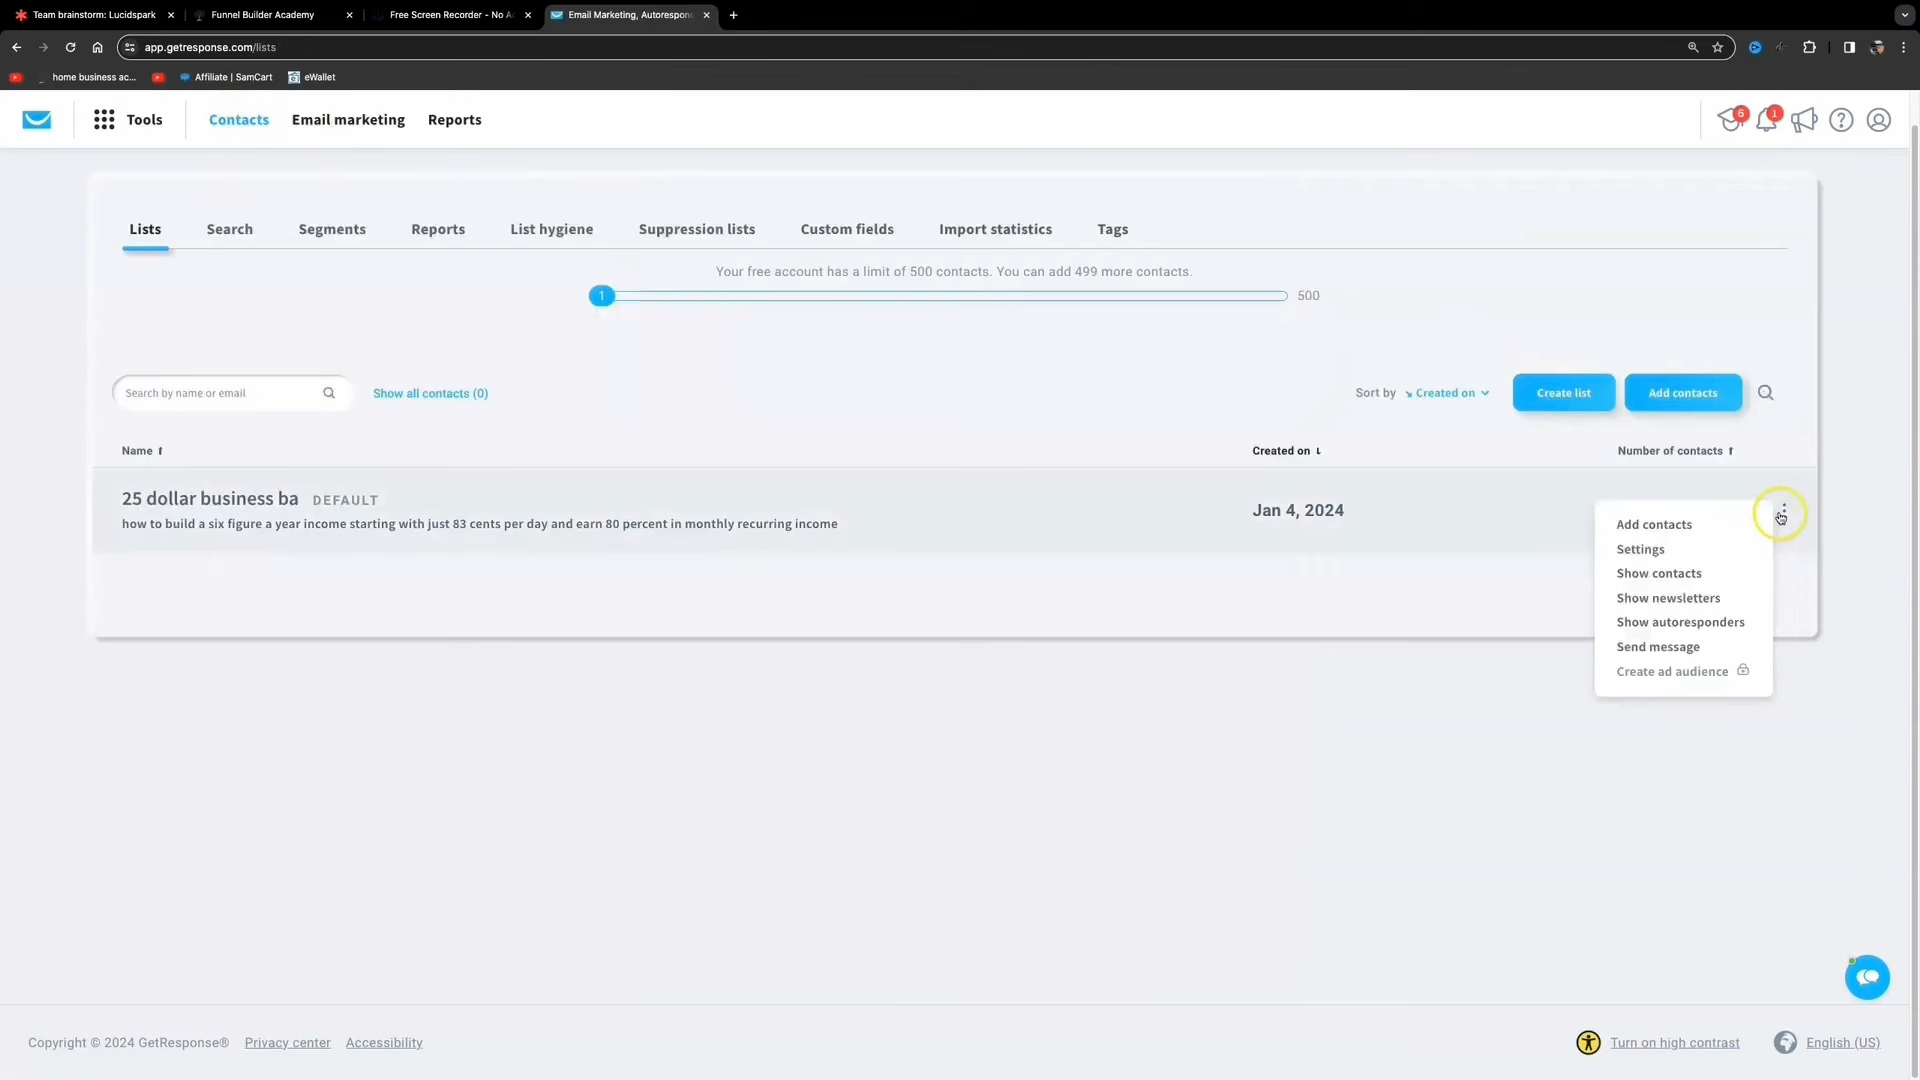 Team brainstorm: Lucidspark
Funnel Builder Academy
Free Screen Recorder - No A
Email Marketing, Autorespon
app.getresponse.com/lists
home business ac...
Affiliate | SamCart
eWallet
Tools
Contacts
Email marketing
Reports
6
1
Lists
Search
Segments
Reports
List hygiene
Suppression lists
Custom fields
Import statistics
Tags
Your free account has a limit of 500 contacts. You can add 499 more contacts.
1
500
Search by name or email
Show all contacts (0)
Sort by
Created on
Create list
Add contacts
Name
Created on
Number of contacts
25 dollar business ba DEFAULT
how to build a six figure a year income starting with just 83 cents per day and earn 80 percent in monthly recurring income
Jan 4, 2024
Add contacts
Settings
Show contacts
Show newsletters
Show autoresponders
Send message
Create ad audience
Copyright © 2024 GetResponse®
Privacy center
Accessibility
Turn on high contrast
English (US)